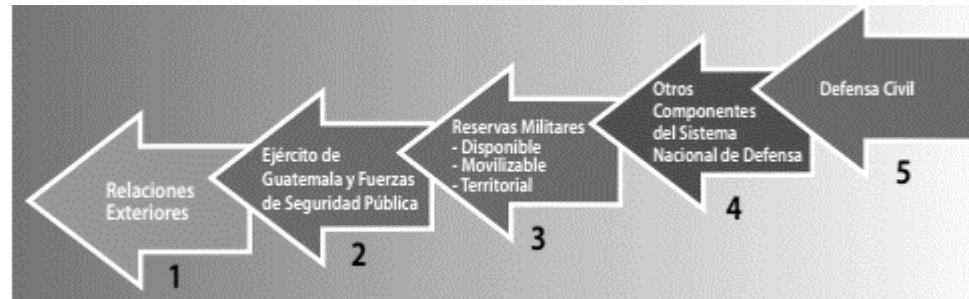 Relaciones
Exteriores
1
Ejército de
Guatemala y Fuerzas
de Seguridad Pública
2
Reservas Militares
- Disponible
- Movilizable
- Territorial
3
Otros
Componentes
del Sistema
Nacional de Defensa
4
Defensa Civil
5